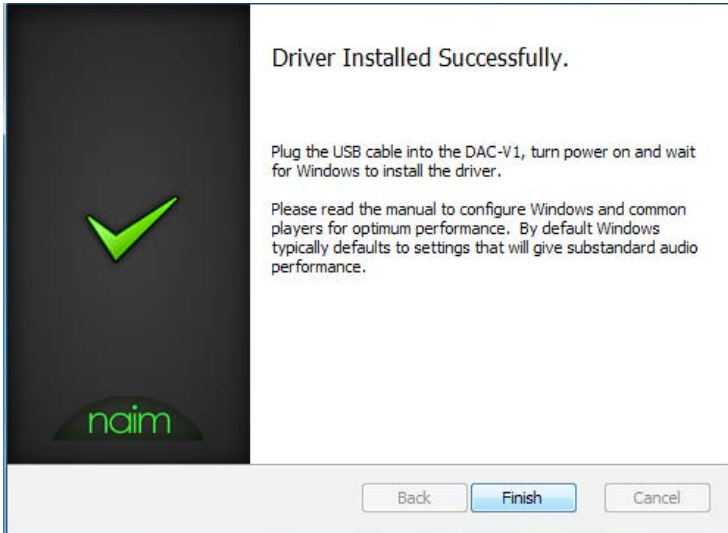 Driver Installed Successfully.
Plug the USB cable into the DAC-V1, turn power on and wait
for Windows to install the driver.
Please read the manual to configure Windows and common
players for optimum performance.  By default Windows
typically defaults to settings that will give substandard audio
performance.
naim
Back
Finish
Cancel